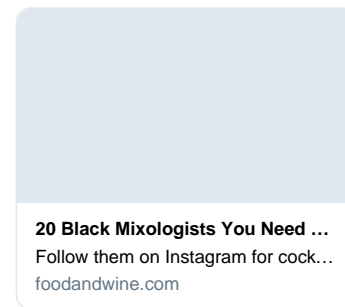 20 Black Mixologists You Need …
Follow them on Instagram for cock…
foodandwine.com